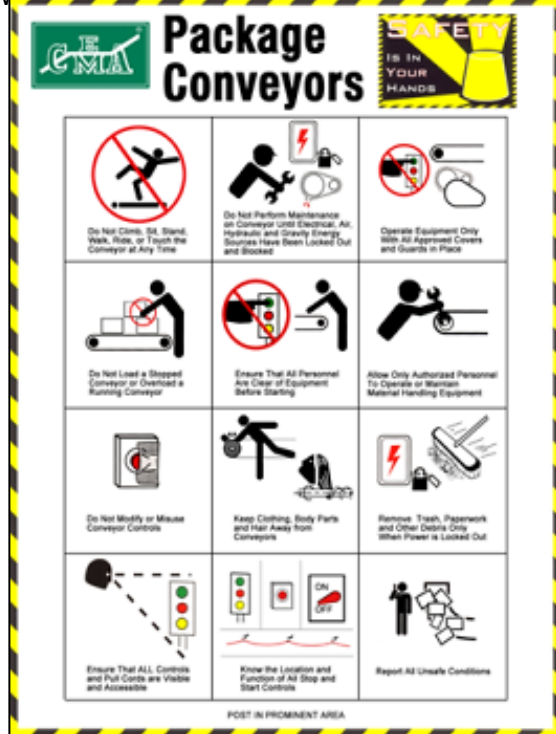 CEMA
Package
Conveyors
SAFETY
IS IN
YOUR
HANDS
Do Not Climb, Sit, Stand,
Walk, Ride, or Touch the
Conveyor at Any Time
Do Not Perform Maintenance
on Conveyor Until Electrical, Air,
Hydraulic and Gravity Energy
Sources Have Been Locked Out
and Blocked
Operate Equipment Only
With All Approved Covers
and Guards in Place
Do Not Load a Stopped
Conveyor or Overload a
Running Conveyor
Ensure That All Personnel
Are Clear of Equipment
Before Starting
Allow Only Authorized Personnel
To Operate or Maintain
Material Handling Equipment
Do Not Modify or Misuse
Conveyor Controls
Keep Clothing, Body Parts
and Hair Away from
Conveyors
Remove Trash, Paperwork
and Other Debris Only
When Power is Locked Out
ON
OFF
Ensure That ALL Controls
and Pull Cords are Visible
and Accessible
Know the Location and
Function of All Stop and
Start Controls
Report All Unsafe Conditions
POST IN PROMINENT AREA